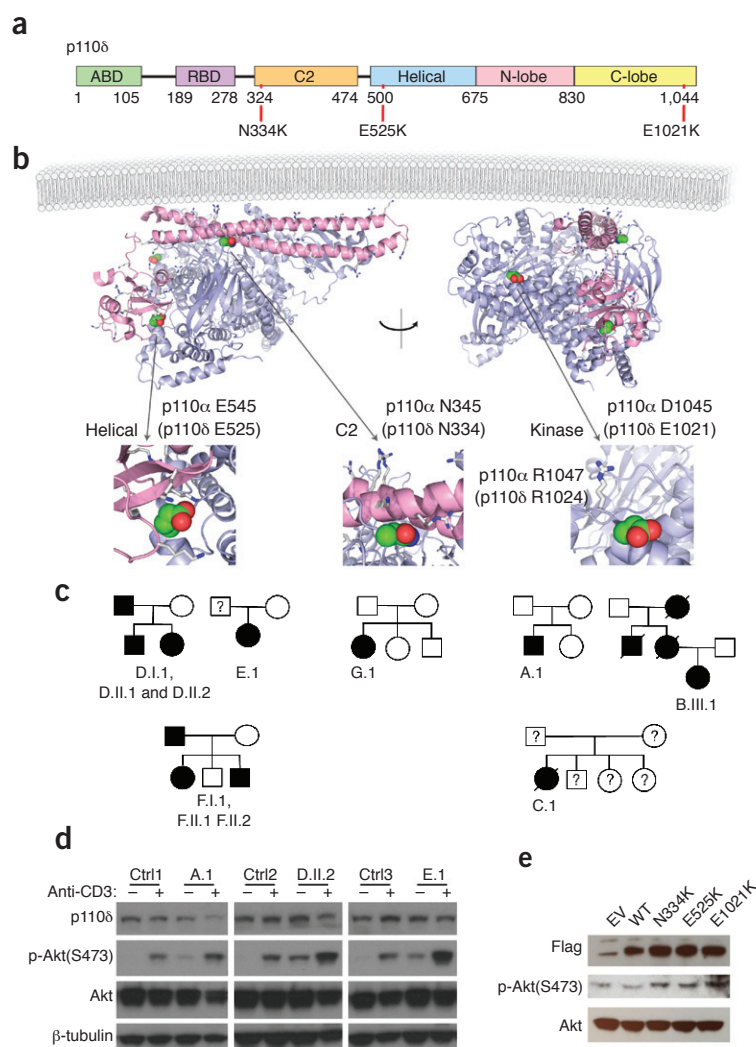 a
p110δ
ABD RBD C2 Helical N-lobe C-lobe
1 105 189 278 324 474 500 675 830 1,044
N334K E525K E1021K
b
p110α E545
Helical (p110δ E525)
p110α N345
C2 (p110δ N334)
p110α D1045
Kinase (p110δ E1021)
p110α R1047
(p110δ R1024)
c
?
D.I.1,
D.II.1 and D.II.2
E.1
G.1
A.1
B.III.1
F.I.1,
F.II.1 F.II.2
? ?
? ? ?
C.1
d
Ctrl1 A.1 Ctrl2 D.II.2 Ctrl3 E.1
Anti-CD3: – + – + – + – + – + – +
p110δ
p-Akt(S473)
Akt
β-tubulin
e
EV WT N334K E525K E1021K
Flag
p-Akt(S473)
Akt